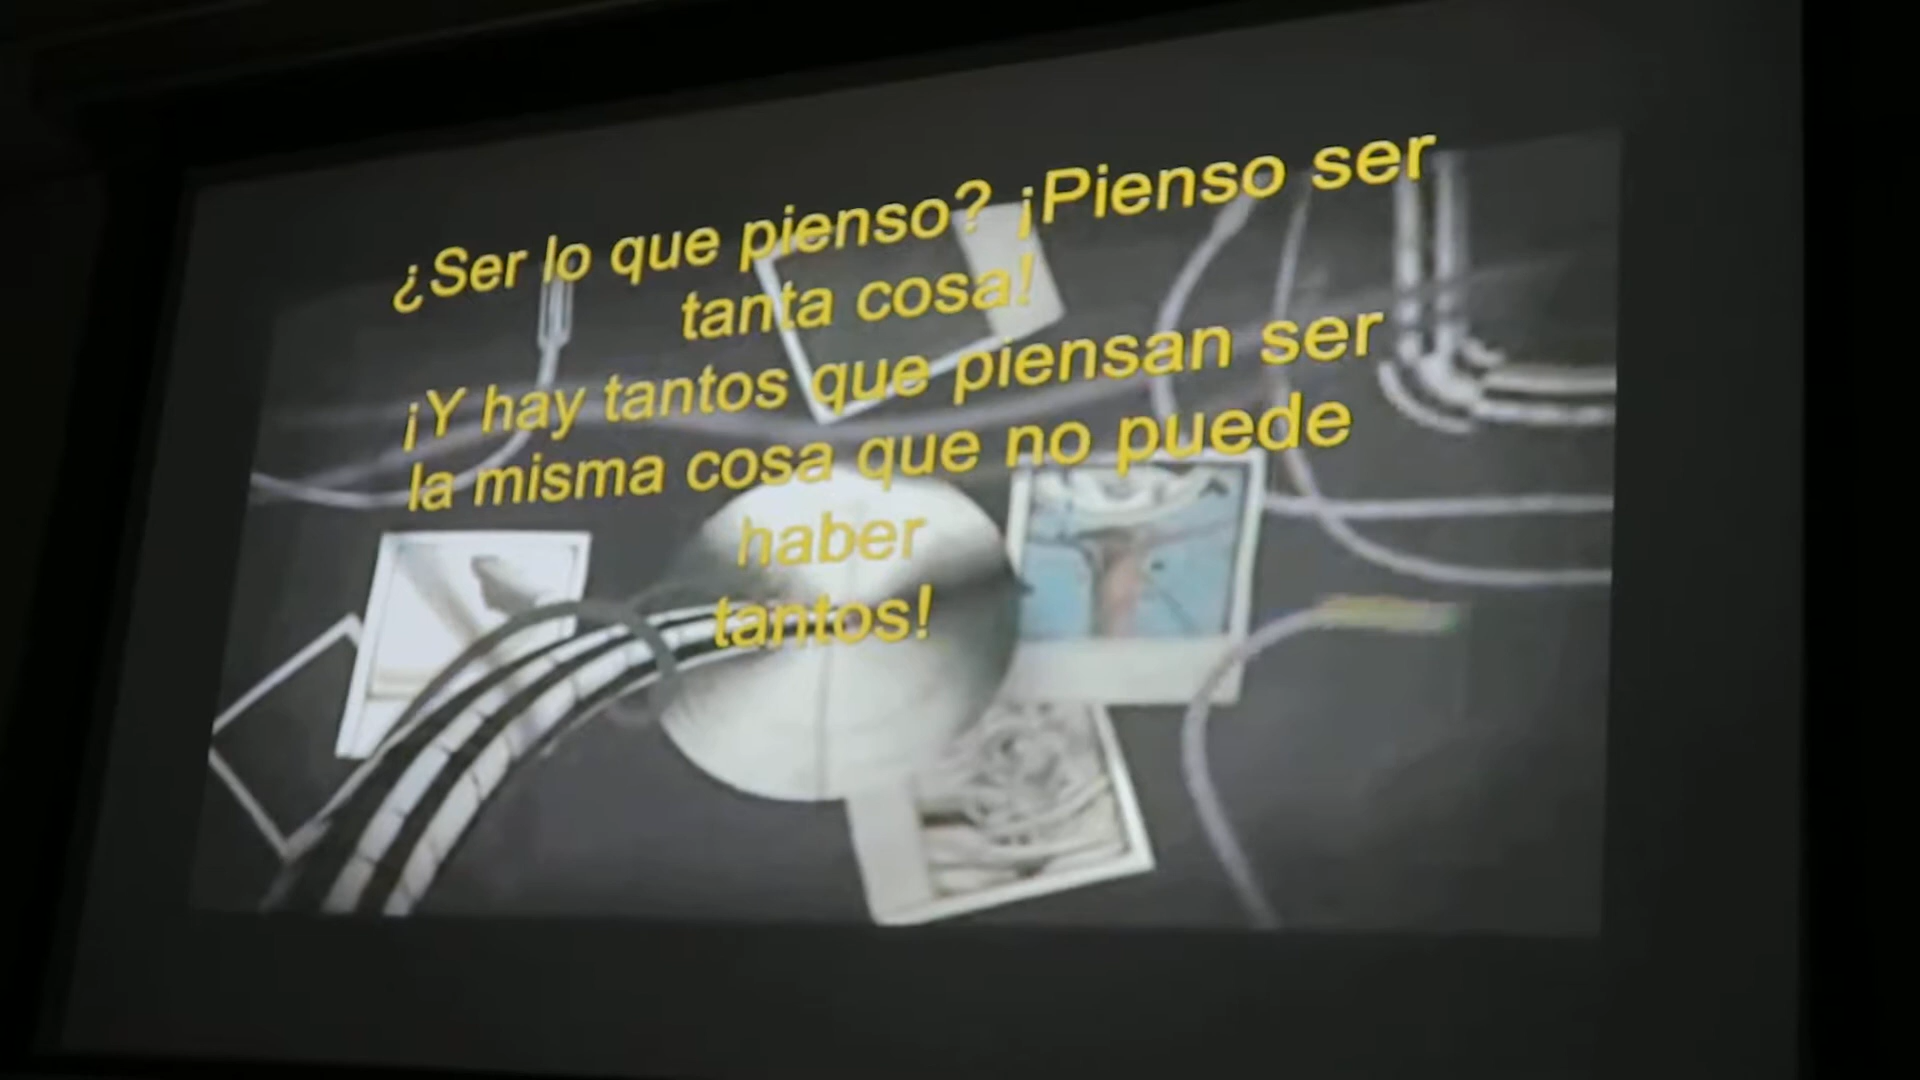 ¿Ser lo que pienso? ¡Pienso ser
tanta cosa!
¡Y hay tantos que piensan ser
la misma cosa que no puede
haber
tantos!